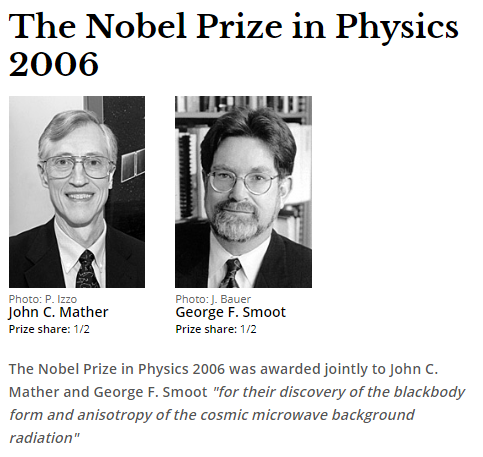 The Nobel Prize in Physics
2006
Photo: P. Izzo
John C. Mather
Prize share: 1/2
Photo: J. Bauer
George F. Smoot
Prize share: 1/2
The Nobel Prize in Physics 2006 was awarded jointly to John C.
Mather and George F. Smoot "for their discovery of the blackbody
form and anisotropy of the cosmic microwave background
radiation"